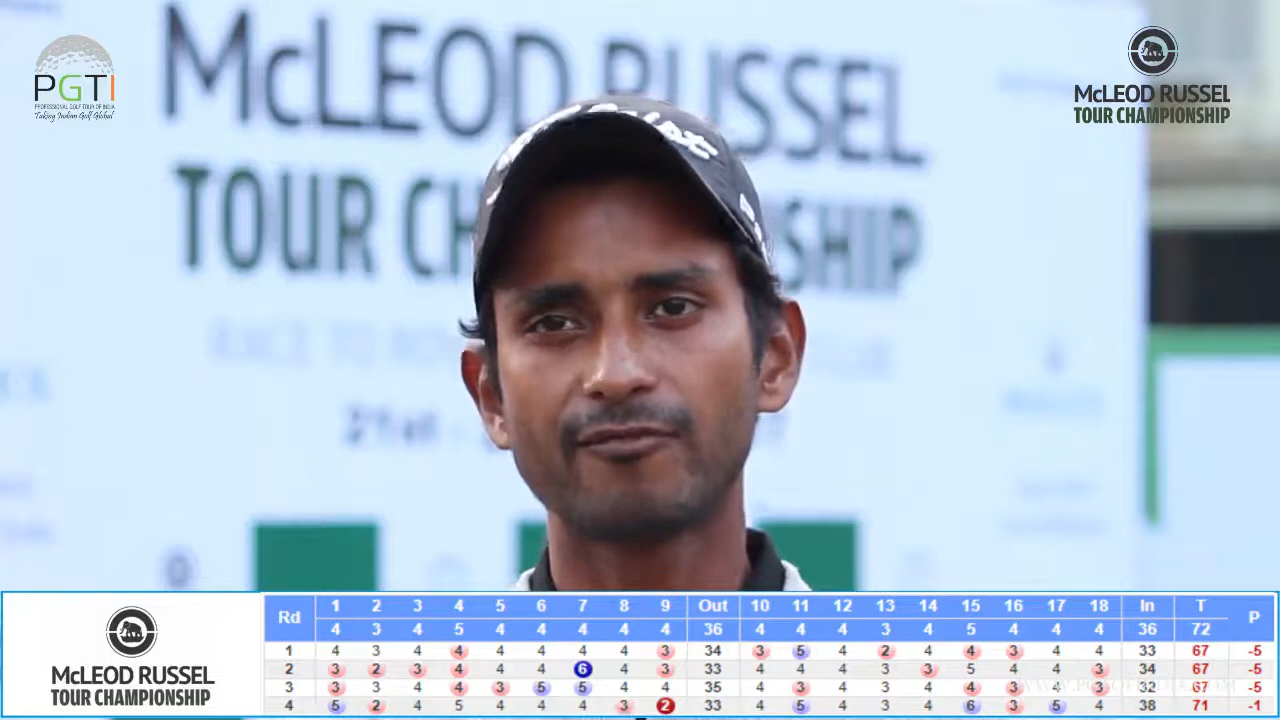 PGTI
PROFESSIONAL GOLF TOUR OF INDIA
Taking Indian Golf Global
McLEOD RUSSEL
TOUR CHAMPIONSHIP
McLEOD RUSSEL
TOUR CH SHIP
RACE TO
21st -
McLEOD RUSSEL
TOUR CHAMPIONSHIP
Rd 1 2 3 4 5 6 7 8 9 Out 10 11 12 13 14 15 16 17 18 In T P
4 3 4 5 4 4 4 4 4 36 4 4 4 3 4 5 4 4 4 36 72
1 4 3 4 4 4 4 4 4 3 34 3 5 4 2 4 4 3 4 4 33 67 -5
2 3 2 3 4 4 4 6 4 3 33 4 4 4 3 3 5 4 4 3 34 67 -5
3 3 3 4 4 3 5 5 4 4 35 4 3 4 3 4 4 3 4 3 32 67 -5
4 5 2 4 5 4 4 4 3 2 33 4 5 4 3 4 6 3 5 4 38 71 -1